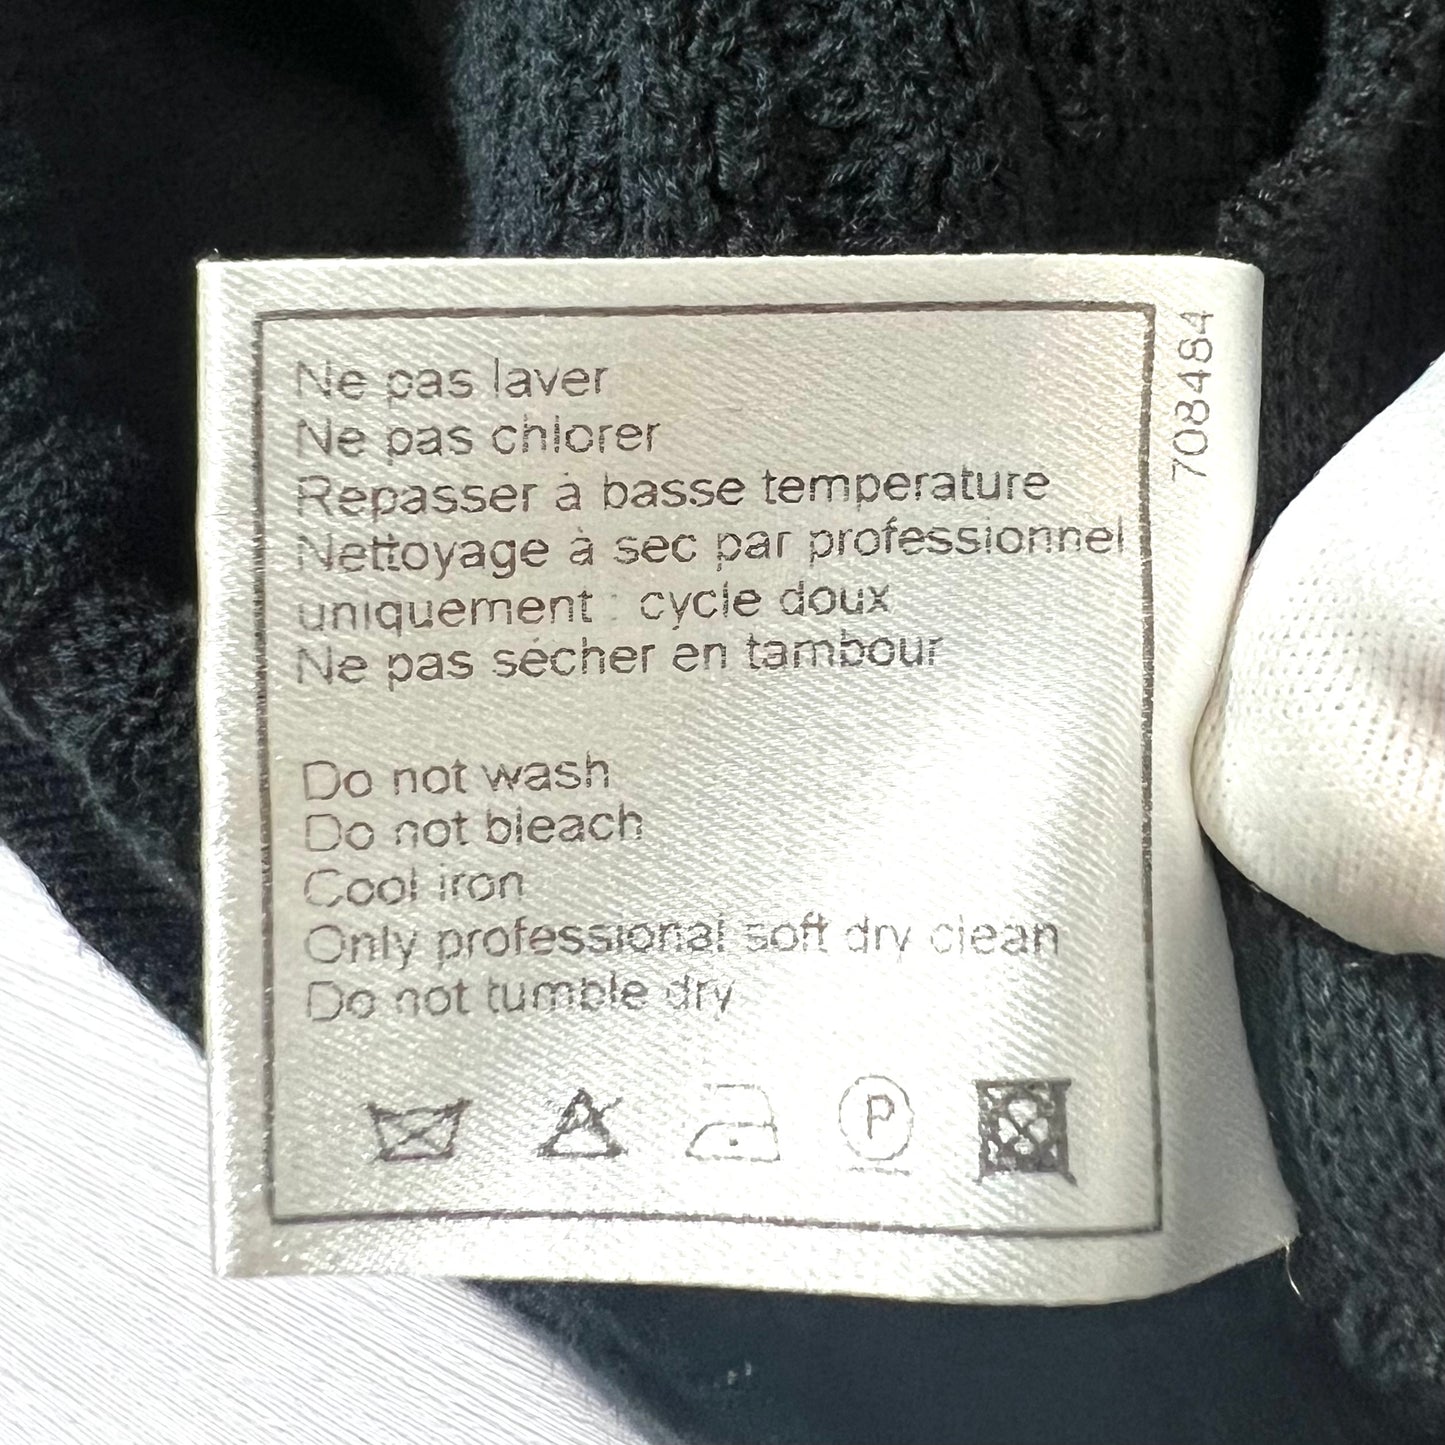 Ne pas laver
Ne pas chlorer
Repasser à basse temperature
Nettoyage à sec par professionnel
uniquement : cycle doux
Ne pas sécher en tambour
Do not wash
Do not bleach
Cool iron
Only professional soft dry clean
Do not tumble dry
P
7084484